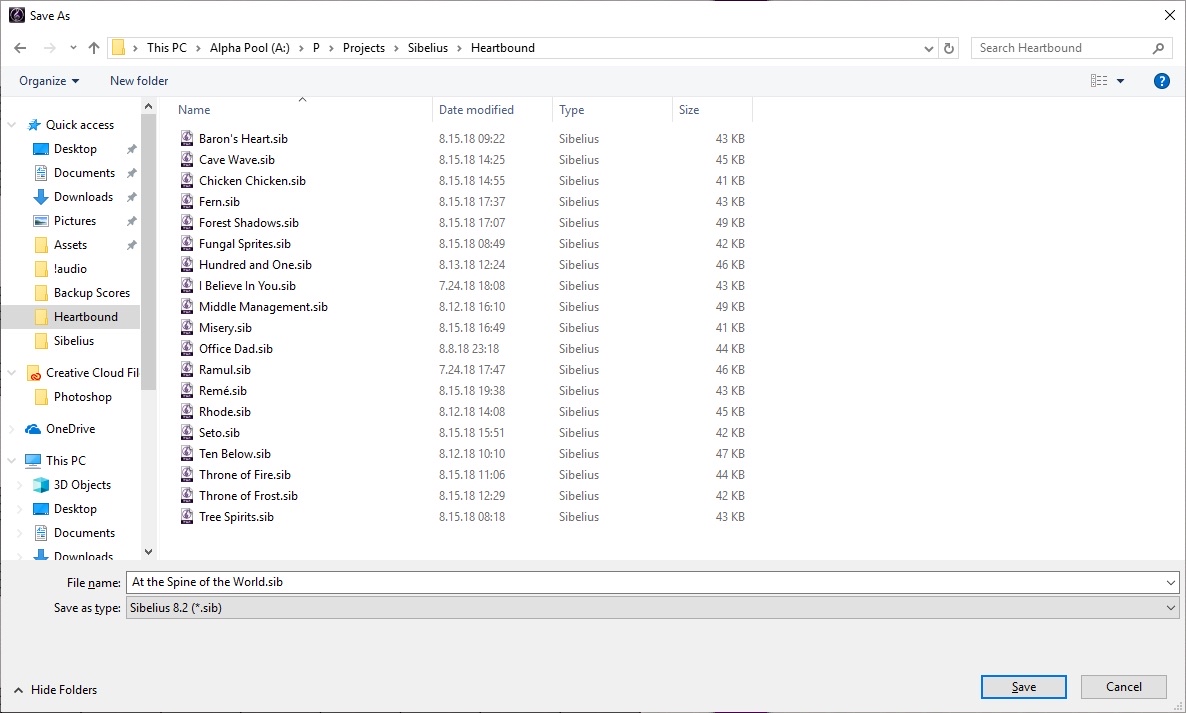 Save As
This PC > Alpha Pool (A:) > P > Projects > Sibelius > Heartbound
Search Heartbound
Organize
New folder
Name Date modified Type Size
Quick access
Desktop
Documents
Downloads
Pictures
Assets
!audio
Backup Scores
Heartbound
Sibelius
Creative Cloud Fil
Photoshop
OneDrive
This PC
3D Objects
Desktop
Documents
Downloads
Baron's Heart.sib 8.15.18 09:22 Sibelius 43 KB
Cave Wave.sib 8.15.18 14:25 Sibelius 45 KB
Chicken Chicken.sib 8.15.18 14:55 Sibelius 41 KB
Fern.sib 8.15.18 17:37 Sibelius 43 KB
Forest Shadows.sib 8.15.18 17:07 Sibelius 49 KB
Fungal Sprites.sib 8.15.18 08:49 Sibelius 42 KB
Hundred and One.sib 8.13.18 12:24 Sibelius 46 KB
I Believe In You.sib 7.24.18 18:08 Sibelius 43 KB
Middle Management.sib 8.12.18 16:10 Sibelius 49 KB
Misery.sib 8.15.18 16:49 Sibelius 41 KB
Office Dad.sib 8.8.18 23:18 Sibelius 44 KB
Ramul.sib 7.24.18 17:47 Sibelius 46 KB
Remé.sib 8.15.18 19:38 Sibelius 43 KB
Rhode.sib 8.12.18 14:08 Sibelius 45 KB
Seto.sib 8.15.18 15:51 Sibelius 42 KB
Ten Below.sib 8.12.18 10:10 Sibelius 47 KB
Throne of Fire.sib 8.15.18 11:06 Sibelius 44 KB
Throne of Frost.sib 8.15.18 12:29 Sibelius 42 KB
Tree Spirits.sib 8.15.18 08:18 Sibelius 43 KB
File name: At the Spine of the World.sib
Save as type: Sibelius 8.2 (*.sib)
Hide Folders
Save
Cancel